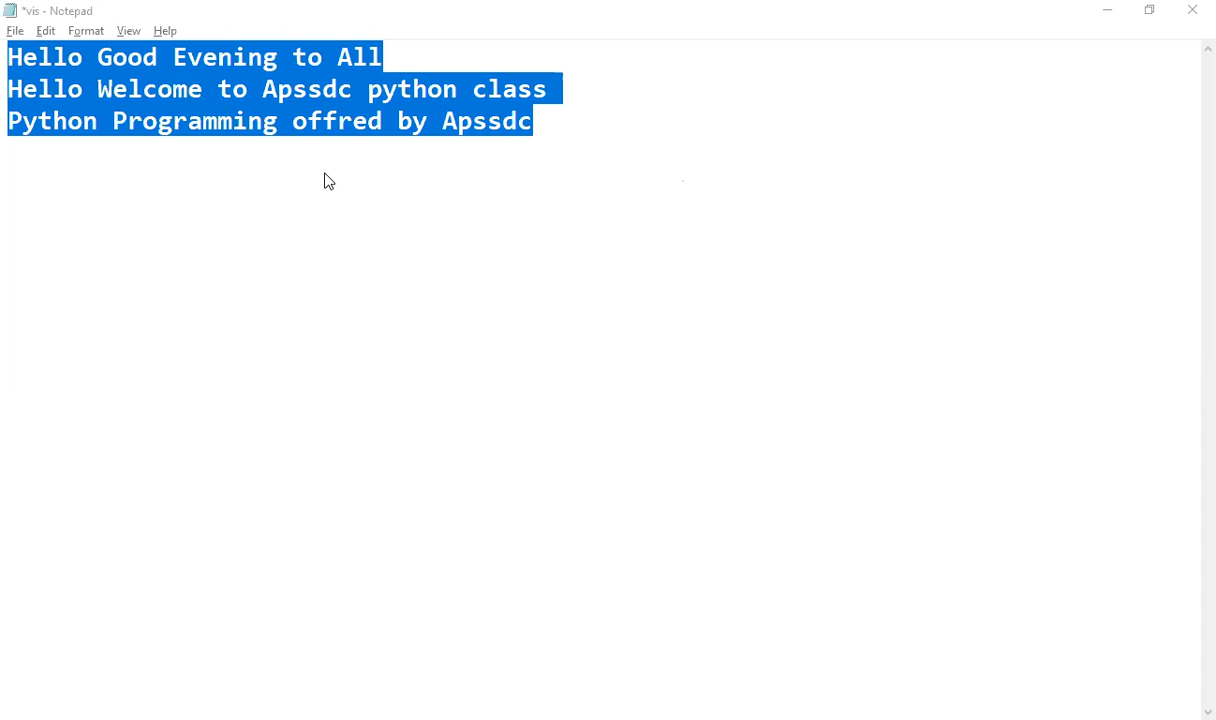 *vis - Notepad
File Edit Format View Help
Hello Good Evening to All
Hello Welcome to Apssdc python class
Python Programming offred by Apssdc